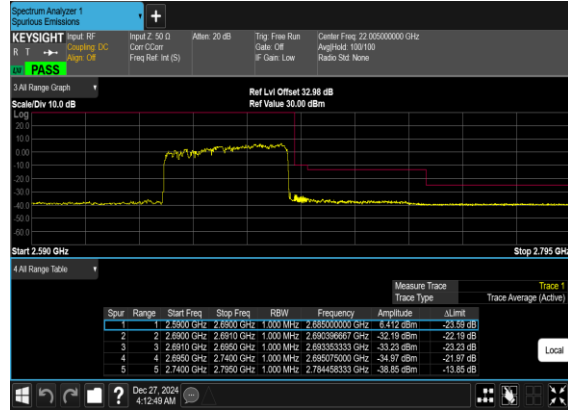 Spectrum Analyzer 1
Spurious Emissions
KEYSIGHT Input: RF Input Z: 50 Ω Atten: 20 dB Trig: Free Run Center Freq: 22.005000000 GHz
R T Coupling: DC Corr CCorr Gate: Off Avg|Hold: 100/100
Align: Off Freq Ref: Int (S) IF Gain: Low Radio Std: None
PASS
3 All Range Graph
Ref Lvl Offset 32.98 dB
Scale/Div 10.0 dB Ref Value 30.00 dBm
Log
20.0
10.0
0.00
-10.0
-20.0
-30.0
-40.0
-50.0
-60.0
Start 2.590 GHz Stop 2.795 GHz
4 All Range Table
Measure Trace Trace 1
Trace Type Trace Average (Active)
Spur Range Start Freq Stop Freq RBW Frequency Amplitude ΔLimit
1 1 2.5900 GHz 2.6900 GHz 1.000 MHz 2.685000000 GHz 6.412 dBm -23.59 dB
2 2 2.6900 GHz 2.6910 GHz 1.000 MHz 2.690396667 GHz -32.19 dBm -22.19 dB
3 3 2.6910 GHz 2.6950 GHz 1.000 MHz 2.693353333 GHz -33.23 dBm -23.23 dB
4 4 2.6950 GHz 2.7400 GHz 1.000 MHz 2.695075000 GHz -34.97 dBm -21.97 dB
5 5 2.7400 GHz 2.7950 GHz 1.000 MHz 2.784458333 GHz -38.85 dBm -13.85 dB
Local
Dec 27, 2024
4:12:49 AM